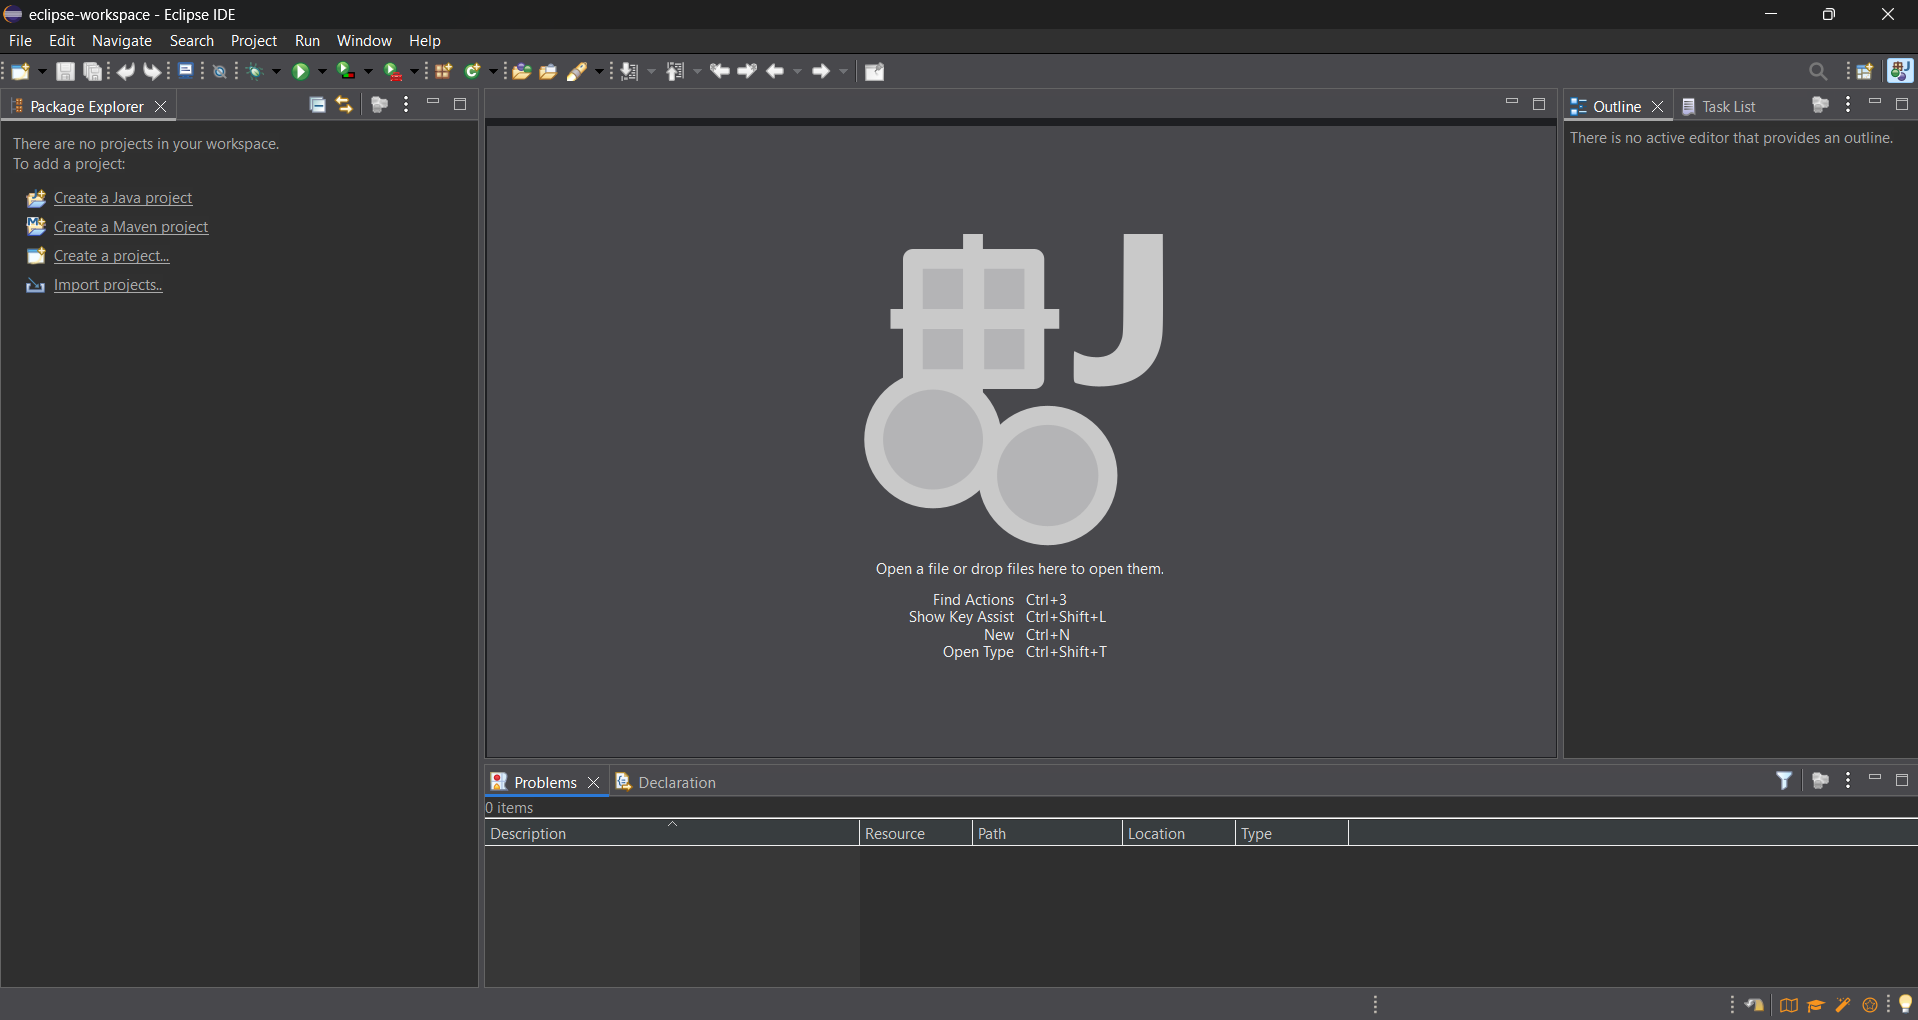 eclipse-workspace - Eclipse IDE
File Edit Navigate Search Project Run Window Help
Package Explorer
There are no projects in your workspace.
To add a project:
Create a Java project
Create a Maven project
Create a project...
Import projects..
J
Open a file or drop files here to open them.
Find Actions Ctrl+3
Show Key Assist Ctrl+Shift+L
New Ctrl+N
Open Type Ctrl+Shift+T
Outline Task List
There is no active editor that provides an outline.
Problems Declaration
0 items
Description Resource Path Location Type